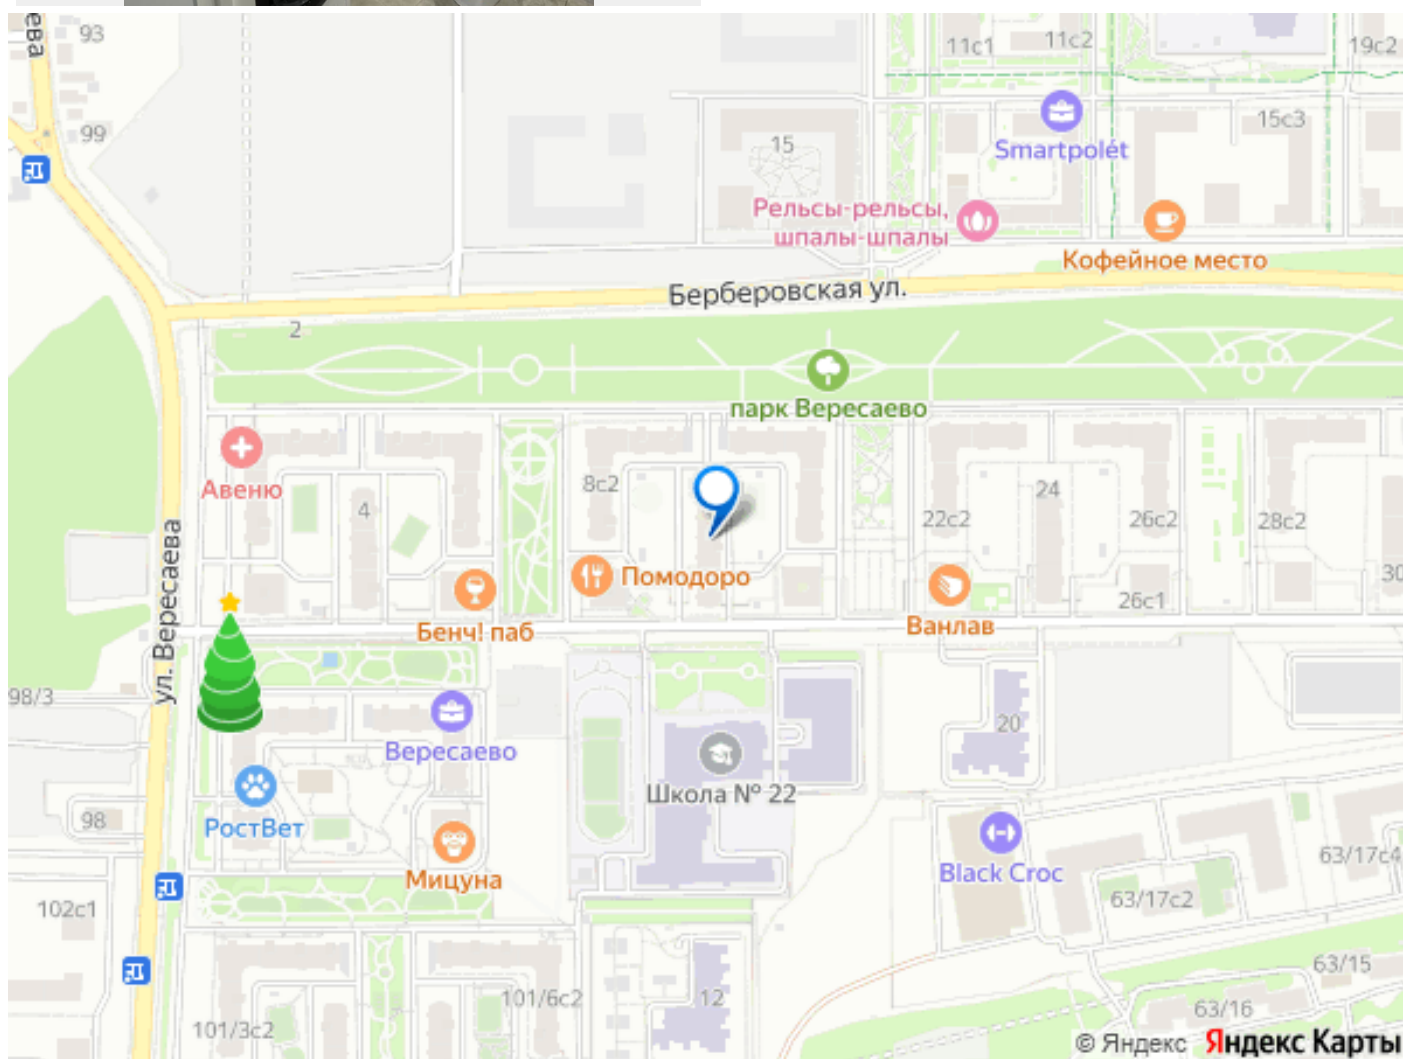 ева
93
11с1
11с2
19с2
99
15
15с3
Smartpolét
Рельсы-рельсы,
шпалы-шпалы
Кофейное место
Берберовская ул.
2
парк Вересаево
Авеню
8с2
4
24
22с2
26с2
28с2
ул. Вересаева
Помодоро
30
26с1
Бенч! паб
Ванлав
98/3
20
Вересаево
Школа № 22
98
РостВет
Мицуна
Black Croc
63/17с4
63/17с2
102с1
63/15
101/6с2
12
63/16
101/3с2
© Яндекс Яндекс Карты